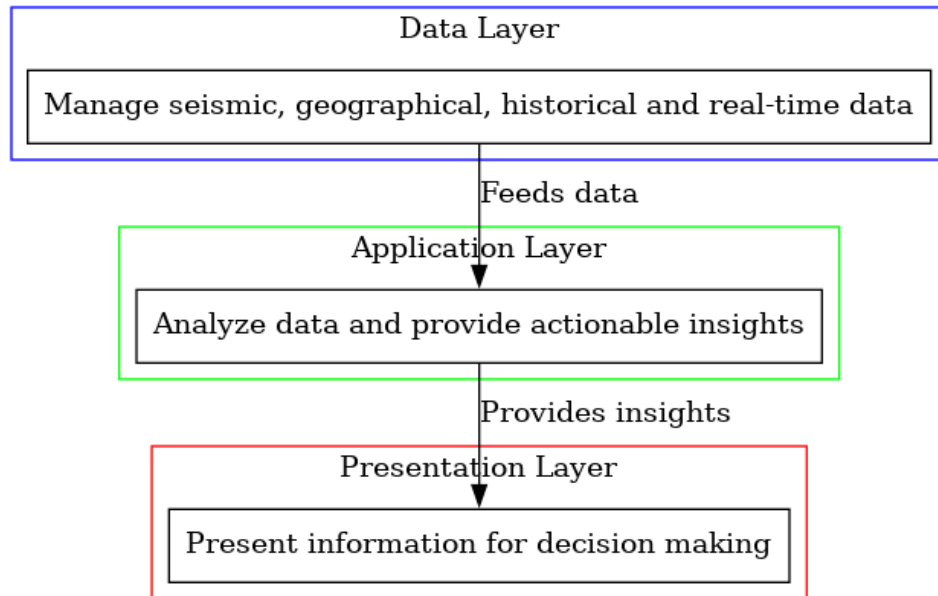 Data Layer
Manage seismic, geographical, historical and real-time data
Feeds data
Application Layer
Analyze data and provide actionable insights
Provides insights
Presentation Layer
Present information for decision making